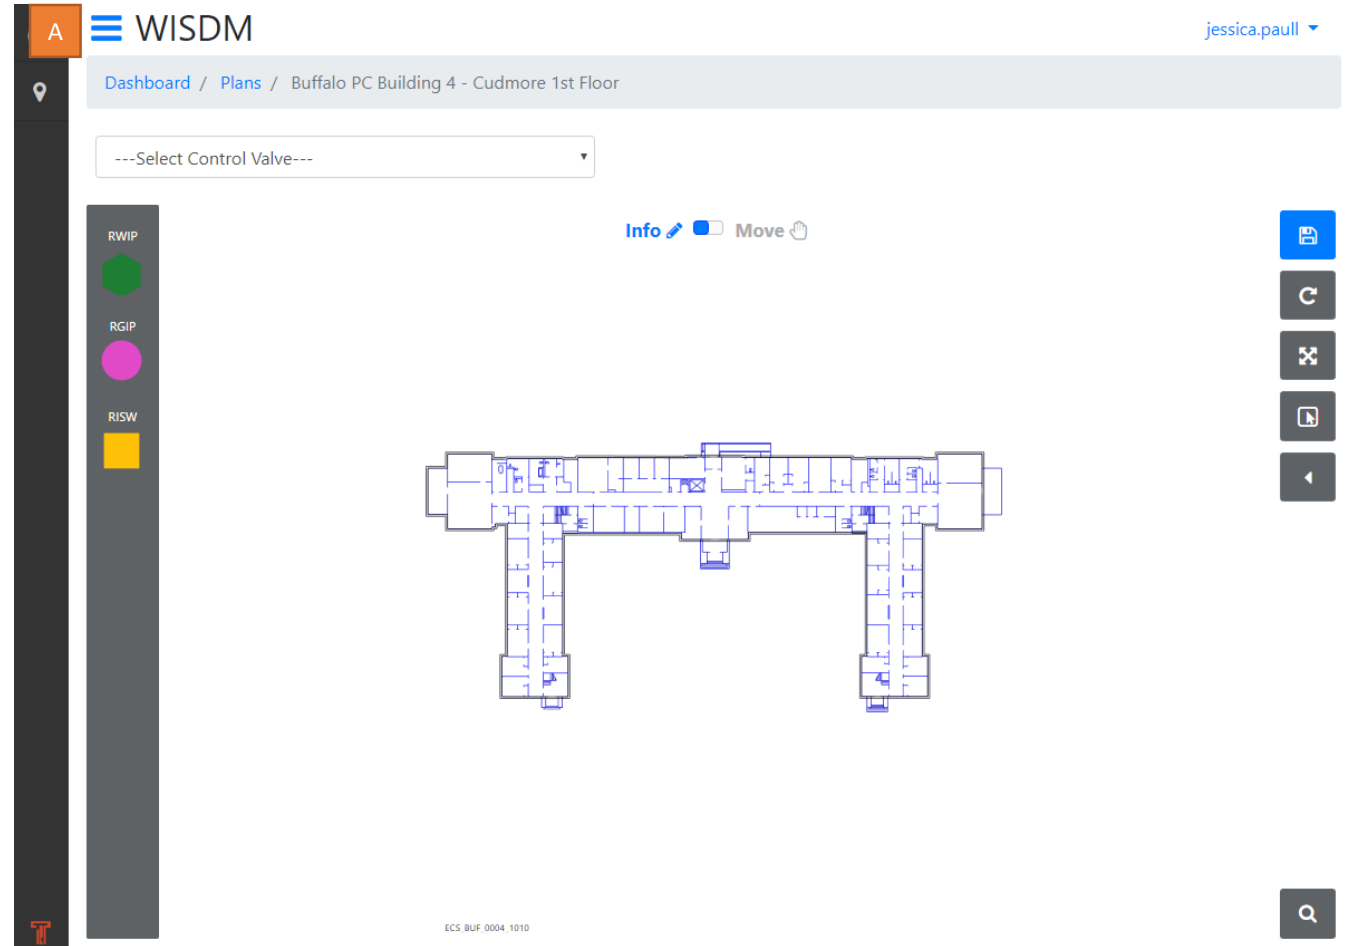 A
WISDM
jessica.paull
Dashboard / Plans / Buffalo PC Building 4 - Cudmore 1st Floor
---Select Control Valve---
Info Move
RWIP
RGIP
RISW
ECS_BUF_0004_1010